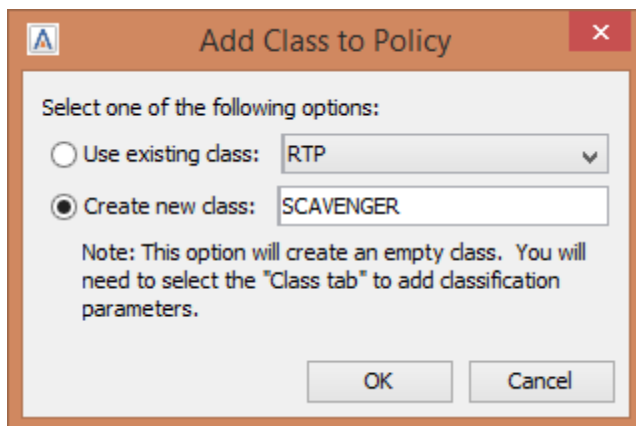 Add Class to Policy
Select one of the following options:
Use existing class: RTP
Create new class: SCAVENGER
Note: This option will create an empty class.  You will
need to select the "Class tab" to add classification
parameters.
OK Cancel